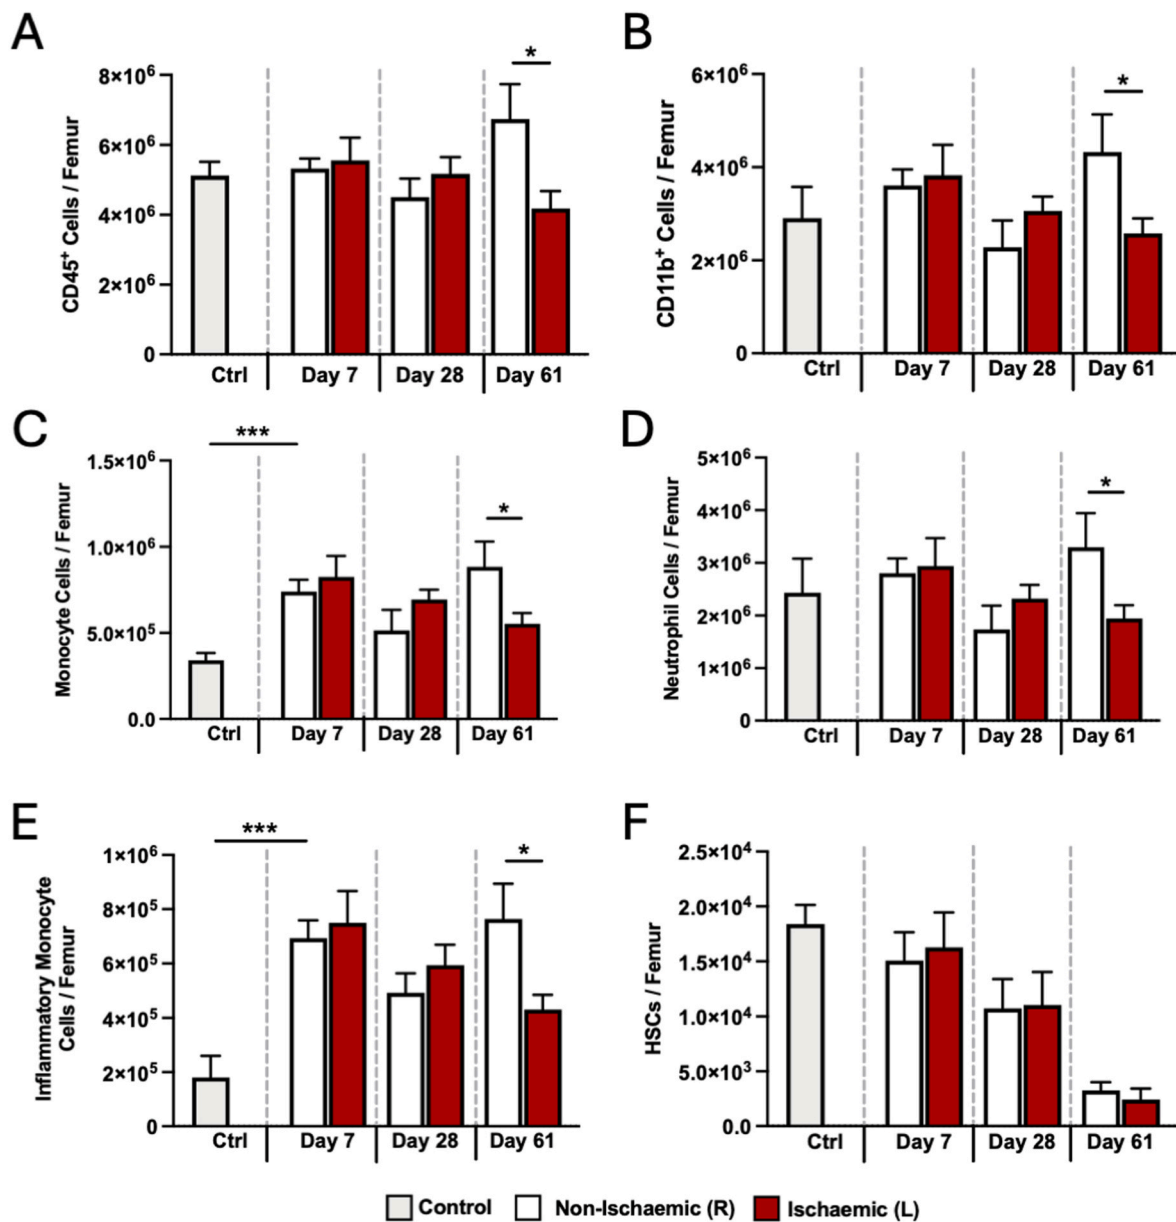 A
CD45⁺ Cells / Femur
8×10⁶
6×10⁶
4×10⁶
2×10⁶
0
*
Ctrl Day 7 Day 28 Day 61
B
CD11b⁺ Cells / Femur
6×10⁶
4×10⁶
2×10⁶
0
*
Ctrl Day 7 Day 28 Day 61
C
Monocyte Cells / Femur
1.5×10⁶
1.0×10⁶
5.0×10⁵
0.0
***
*
Ctrl Day 7 Day 28 Day 61
D
Neutrophil Cells / Femur
5×10⁶
4×10⁶
3×10⁶
2×10⁶
1×10⁶
0
*
Ctrl Day 7 Day 28 Day 61
E
Inflammatory Monocyte
Cells / Femur
1×10⁶
8×10⁵
6×10⁵
4×10⁵
2×10⁵
0
***
*
Ctrl Day 7 Day 28 Day 61
F
HSCs / Femur
2.5×10⁴
2.0×10⁴
1.5×10⁴
1.0×10⁴
5.0×10³
0.0
Ctrl Day 7 Day 28 Day 61
Control Non-Ischaemic (R) Ischaemic (L)